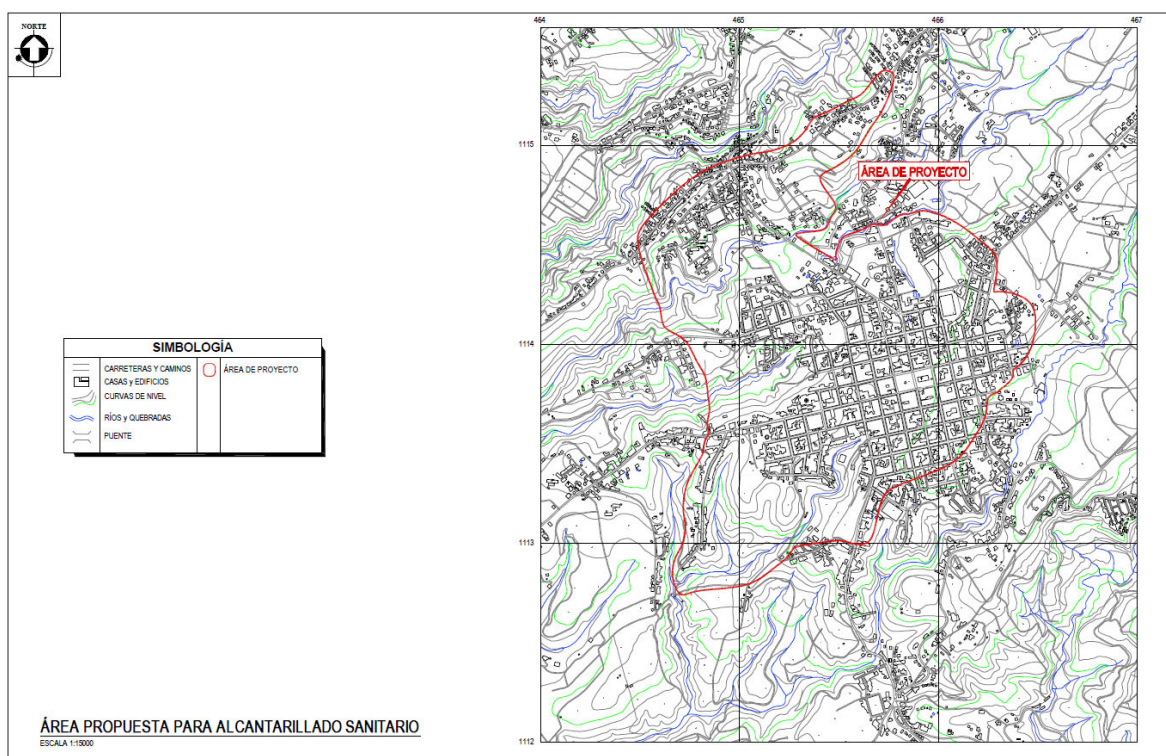 NORTE
464 465 466 467
1115
ÁREA DE PROYECTO
1114
SIMBOLOGÍA
CARRETERAS Y CAMINOS
ÁREA DE PROYECTO
CASAS y EDIFICIOS
CURVAS DE NIVEL
RÍOS y QUEBRADAS
PUENTE
1113
ÁREA PROPUESTA PARA ALCANTARILLADO SANITARIO
ESCALA 1:15000
1112